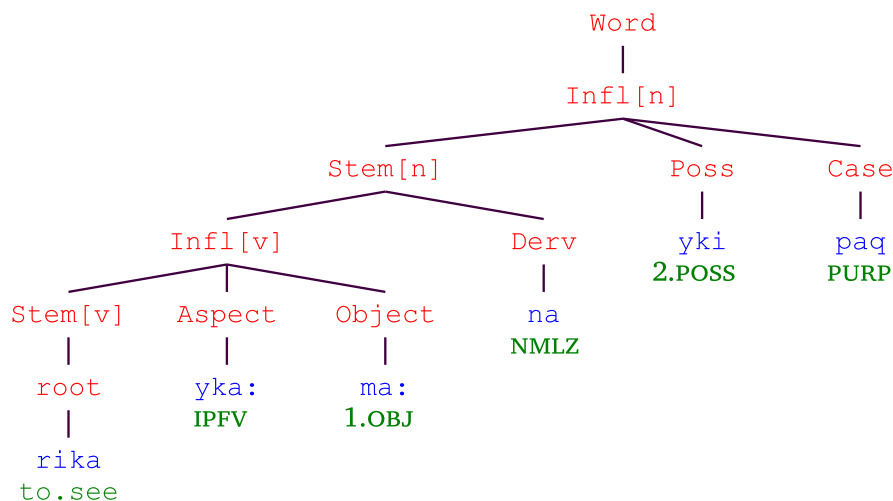 Word
Infl[n]
Stem[n] Poss Case
Infl[v] Derv yki paq
2.POSS PURP
Stem[v] Aspect Object na
NMLZ
root yka: ma:
IPFV 1.OBJ
rika
to.see